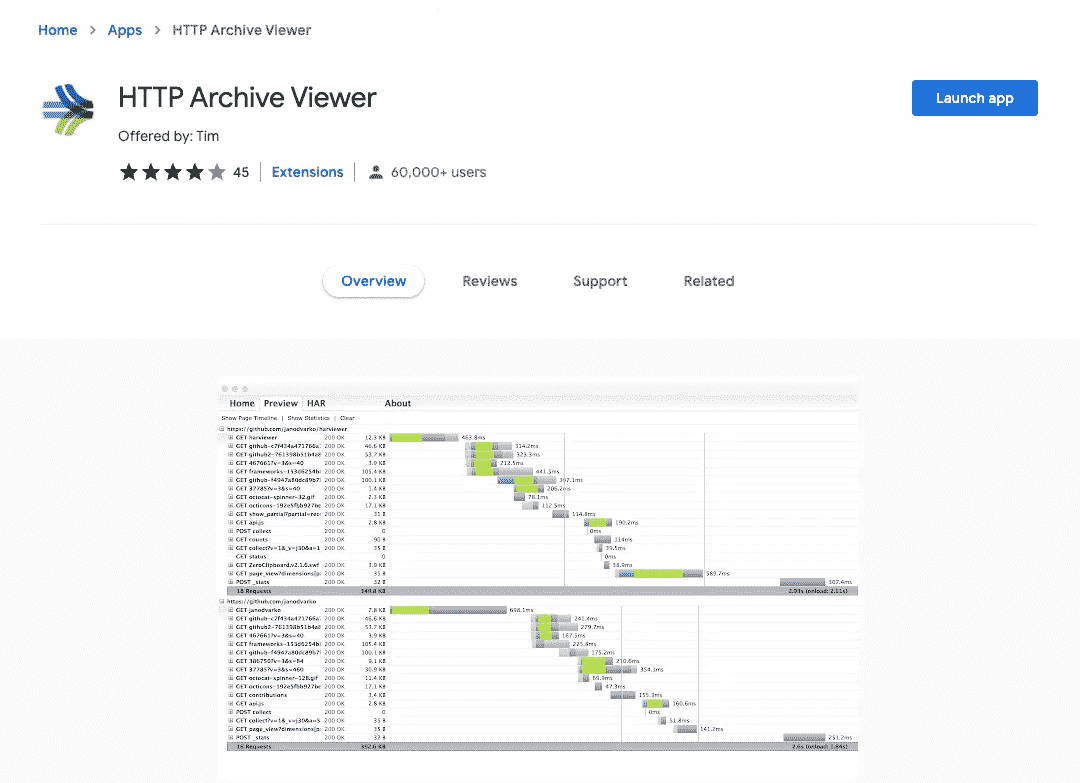 Home > Apps > HTTP Archive Viewer
HTTP Archive Viewer
Launch app
Offered by: Tim
45 Extensions 60,000+ users
Overview Reviews Support Related
Home Preview HAR About
Show Page Timeline | Show Statistics | Clear
https://github.com/janodvarko/harviewer
GET harviewer 200 OK 12.3 KB 463.8ms
GET github-c7f434a471766a 200 OK 46.6 KB 314.2ms
GET github2-761398b51b4a8 200 OK 53.7 KB 323.3ms
GET 467661?v=3&s=40 200 OK 3.9 KB 212.5ms
GET frameworks-153d6254b 200 OK 105.4 KB 441.5ms
GET github-f4947a80dc89b7 200 OK 100.1 KB 397.1ms
GET 37785?v=3&s=40 200 OK 3.9 KB 206.2ms
GET octocat-spinner-32.gif 200 OK 2.3 KB 78.1ms
GET octicons-192e5fbb927be 200 OK 17.1 KB 112.5ms
GET show_partial?partial=rec 200 OK 31 B 114.8ms
GET api.js 200 OK 2.8 KB 190.2ms
POST collect 200 OK 0 0ms
GET counts 200 OK 90 B 114ms
GET collect?v=1&_v=j30&a=1 200 OK 35 B 39.5ms
GET status 200 OK 0 0ms
GET ZeroClipboard.v2.1.6.swf 200 OK 3.9 KB 38.9ms
GET page_view?dimensions[p 200 OK 35 B 589.7ms
POST _stats 200 OK 32 B 307.4ms
18 Requests 549.8 KB 2.93s (onload: 2.11s)
https://github.com/janodvarko
GET janodvarko 200 OK 7.8 KB 698.1ms
GET github-c7f434a471766a 200 OK 46.6 KB 241.4ms
GET github2-761398b51b4a8 200 OK 53.7 KB 279.7ms
GET 467661?v=3&s=40 200 OK 3.9 KB 167.5ms
GET frameworks-153d6254b 200 OK 105.4 KB 225.8ms
GET github-f4947a80dc89b7 200 OK 100.1 KB 175.2ms
GET 386750?v=3&s=84 200 OK 9.1 KB 210.6ms
GET 37785?v=3&s=460 200 OK 30.9 KB 354.1ms
GET octocat-spinner-128.gif 200 OK 11.4 KB 69.9ms
GET octicons-192e5fbb927be 200 OK 17.1 KB 47.3ms
GET contributions 200 OK 3.4 KB 155.3ms
GET api.js 200 OK 2.8 KB 160.6ms
POST collect 200 OK 0 0ms
GET collect?v=1&_v=j30&a=5 200 OK 35 B 51.8ms
GET page_view?dimensions[p 200 OK 35 B 141.2ms
POST _stats 200 OK 32 B 251.2ms
16 Requests 392.6 KB 2.6s (onload: 1.84s)